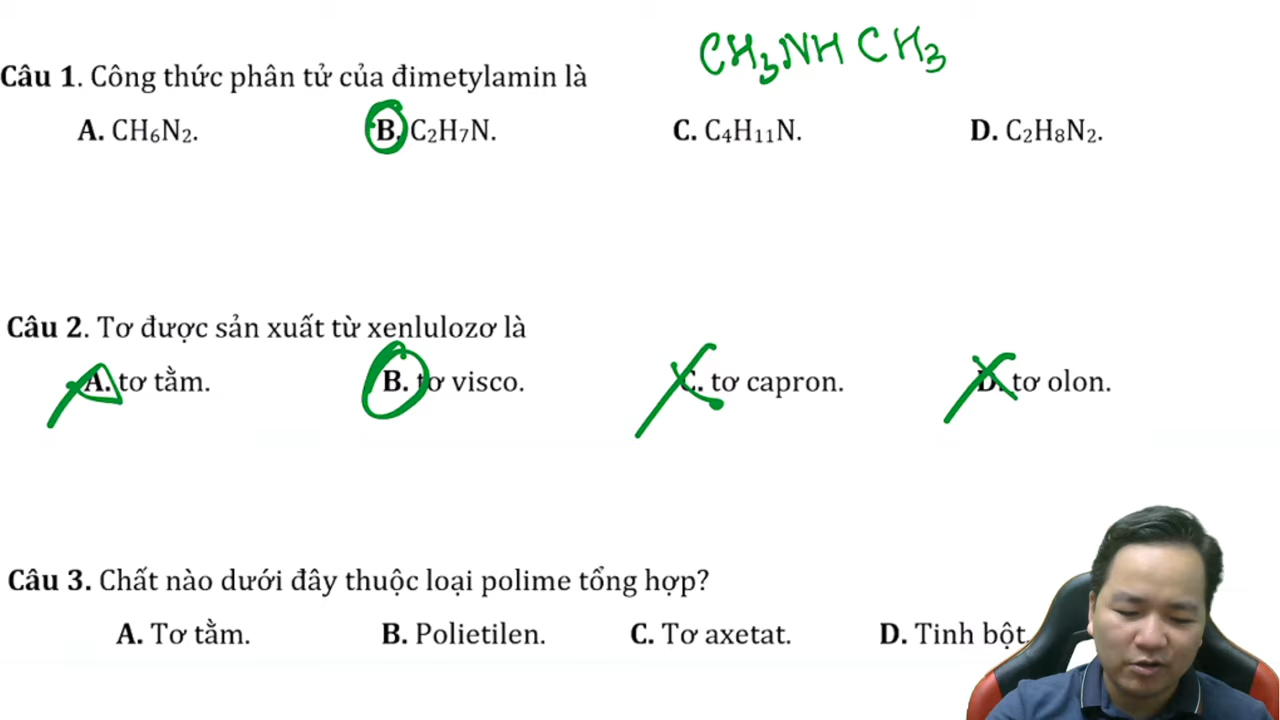 CH₃NH CH₃
Câu 1. Công thức phân tử của đimetylamin là
A. CH₆N₂. B. C₂H₇N. C. C₄H₁₁N. D. C₂H₈N₂.
Câu 2. Tơ được sản xuất từ xenlulozơ là
A. tơ tằm. B. tơ visco. C. tơ capron. D. tơ olon.
Câu 3. Chất nào dưới đây thuộc loại polime tổng hợp?
A. Tơ tằm. B. Polietilen. C. Tơ axetat. D. Tinh bột.